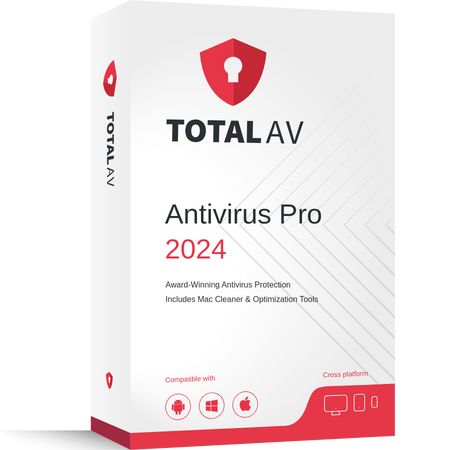 TOTAL AV
TOTAL AV
Antivirus Pro
2024
Award-Winning Antivirus Protection
Includes Mac Cleaner & Optimization Tools
Compatible with
Cross platform